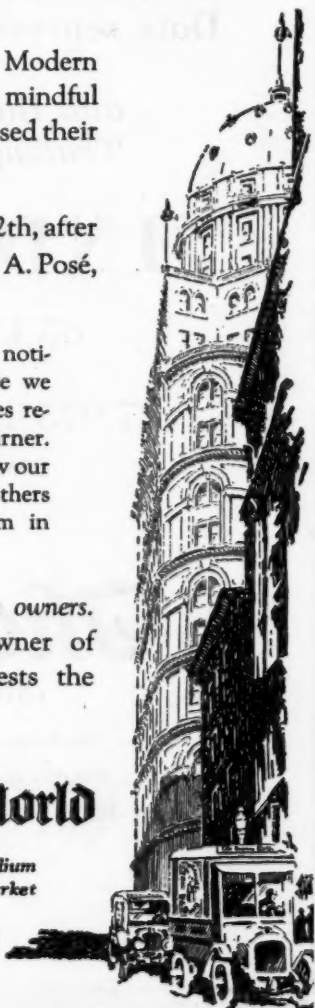 Modern
mindful
sed their
2th, after
A. Posé,
noti-
e we
es re-
rner.
w our
thers
m in
owners.
wner of
ests the
orld
lium
rket